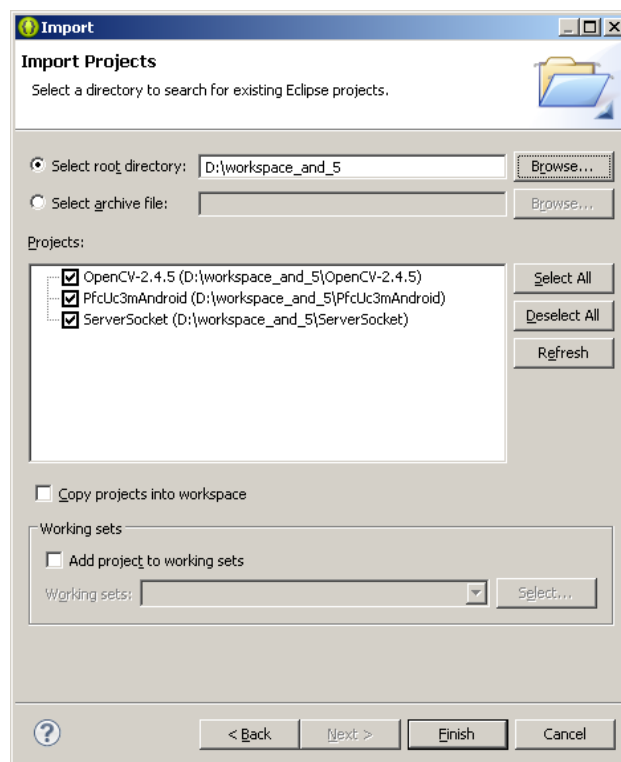 Import
Import Projects
Select a directory to search for existing Eclipse projects.
Select root directory: D:\workspace_and_5 Browse...
Select archive file: Browse...
Projects:
OpenCV-2.4.5 (D:\workspace_and_5\OpenCV-2.4.5)
PfcUc3mAndroid (D:\workspace_and_5\PfcUc3mAndroid)
ServerSocket (D:\workspace_and_5\ServerSocket)
Select All
Deselect All
Refresh
Copy projects into workspace
Working sets
Add project to working sets
Working sets: Select...
? < Back Next > Finish Cancel